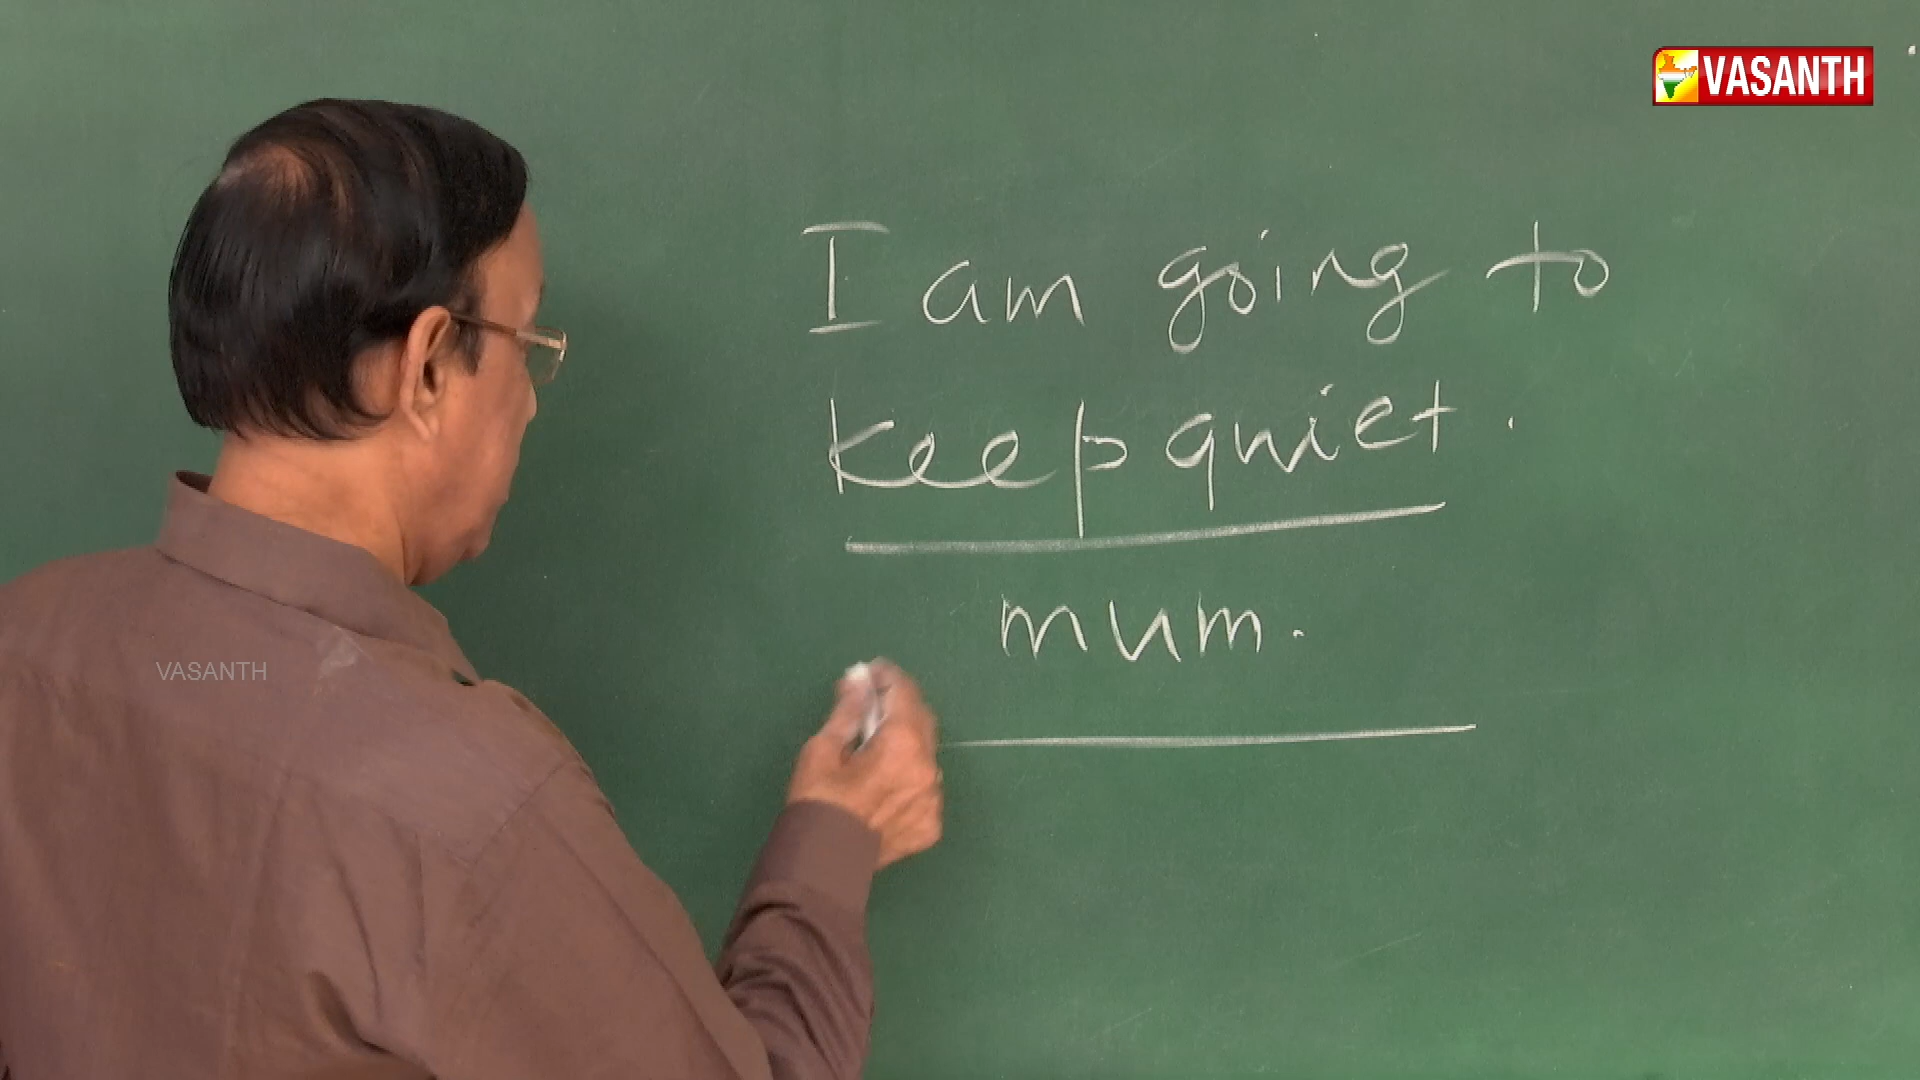 VASANTH
I am going to
keep quiet.
mum.
VASANTH